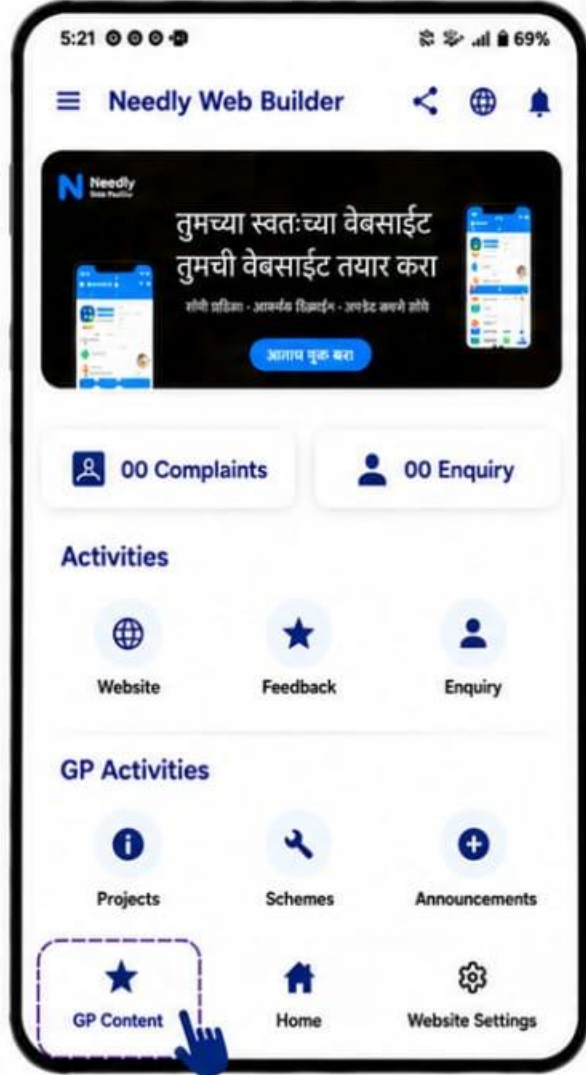 5:21
69%
Needly Web Builder
Needly
तुमच्या स्वतःच्या वेबसाईट
तुमची वेबसाईट तयार करा
00 Complaints
00 Enquiry
Activities
Website
Feedback
Enquiry
GP Activities
Projects
Schemes
Announcements
GP Content
Home
Website Settings